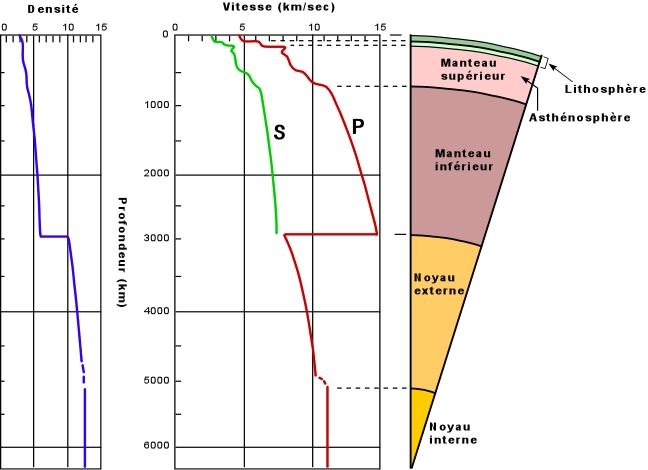 Densité
0 5 10 15
Vitesse (km/sec)
0 5 10 15
0
1000
2000
3000
4000
5000
6000
Profondeur (km)
S
P
Manteau
supérieur
Lithosphère
Asthénosphère
Manteau
inférieur
Noyau
externe
Noyau
interne